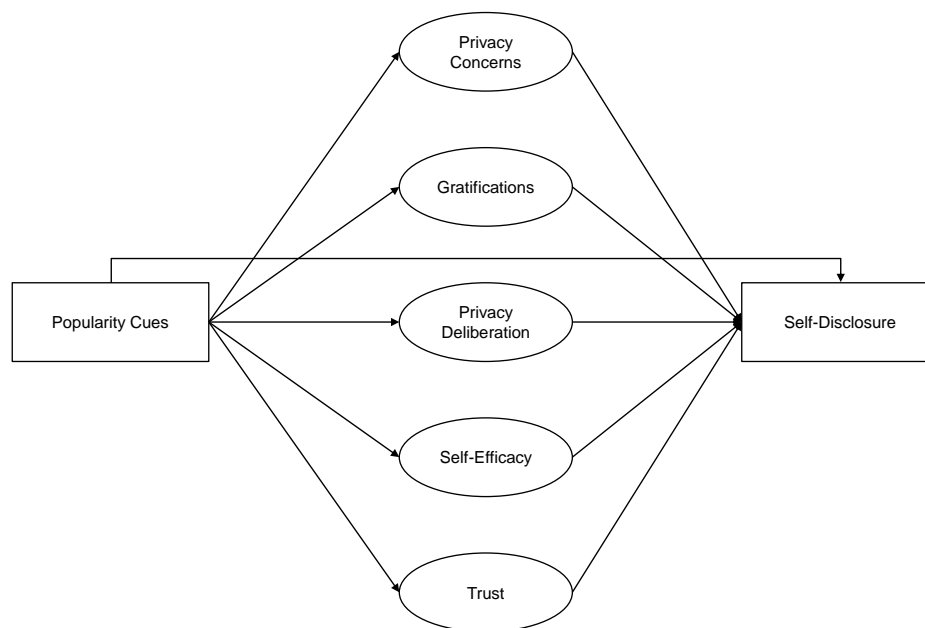 Privacy
Concerns
Gratifications
Popularity Cues
Privacy
Deliberation
Self-Disclosure
Self-Efficacy
Trust